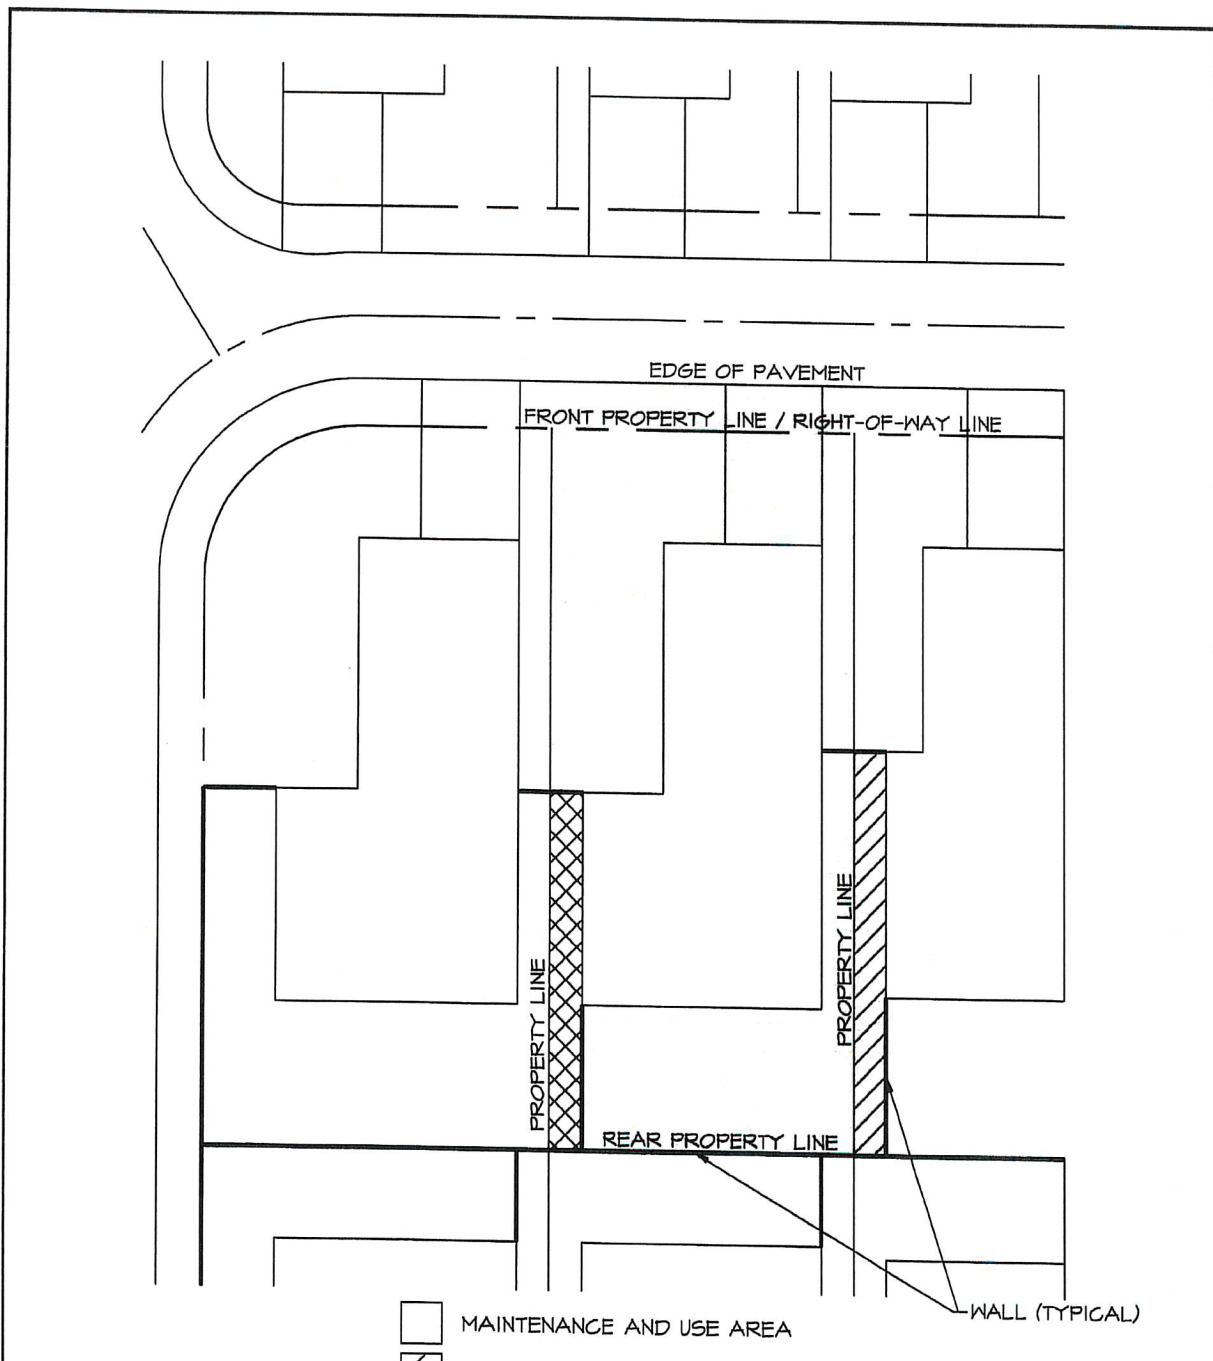 EDGE OF PAVEMENT
FRONT PROPERTY LINE / RIGHT-OF-WAY LINE
PROPERTY LINE
PROPERTY LINE
REAR PROPERTY LINE
WALL (TYPICAL)
MAINTENANCE AND USE AREA